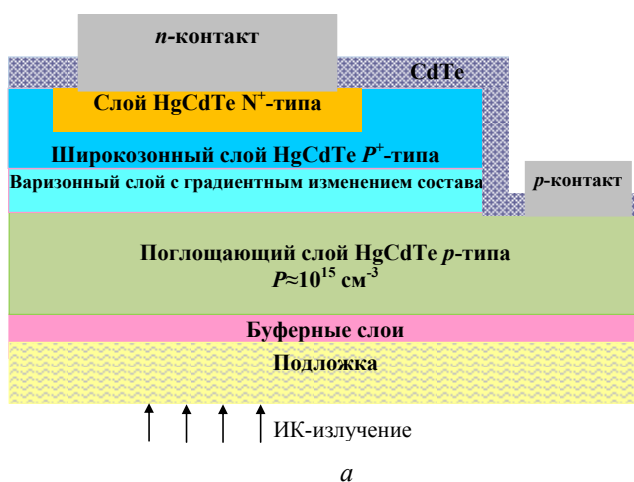 n-контакт
CdTe
Слой HgCdTe N⁺-типа
Широкозонный слой HgCdTe P⁺-типа
Варизонный слой с градиентным изменением состава
p-контакт
Поглощающий слой HgCdTe p-типа
P≈10¹⁵ см⁻³
Буферные слои
Подложка
ИК-излучение
а